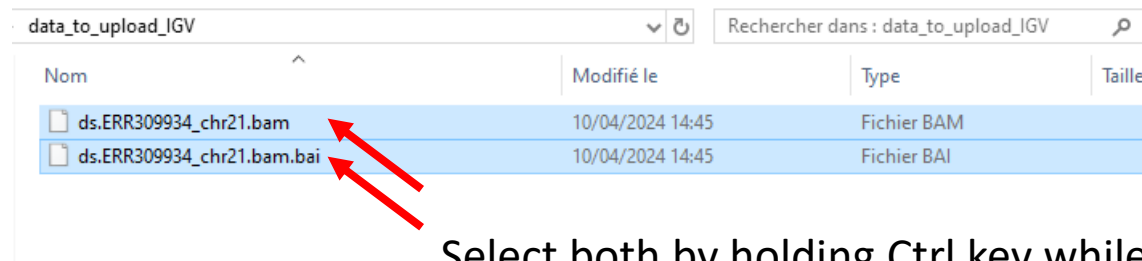 data_to_upload_IGV Rechercher dans : data_to_upload_IGV
Nom Modifié le Type Taille
ds.ERR309934_chr21.bam 10/04/2024 14:45 Fichier BAM
ds.ERR309934_chr21.bam.bai 10/04/2024 14:45 Fichier BAI
Select both by holding Ctrl key while